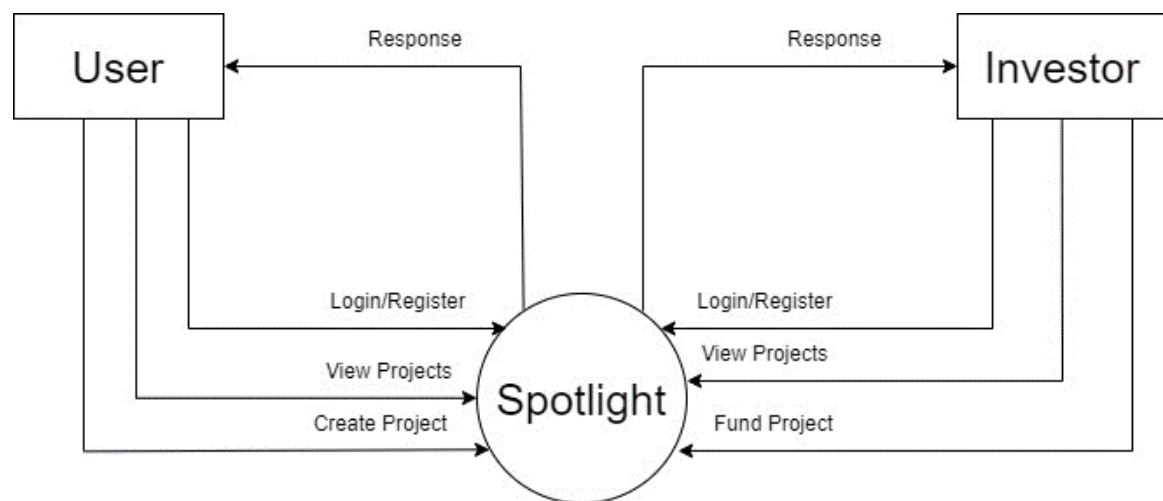 Response
Response
User
Investor
Login/Register
Login/Register
View Projects
View Projects
Spotlight
Create Project
Fund Project